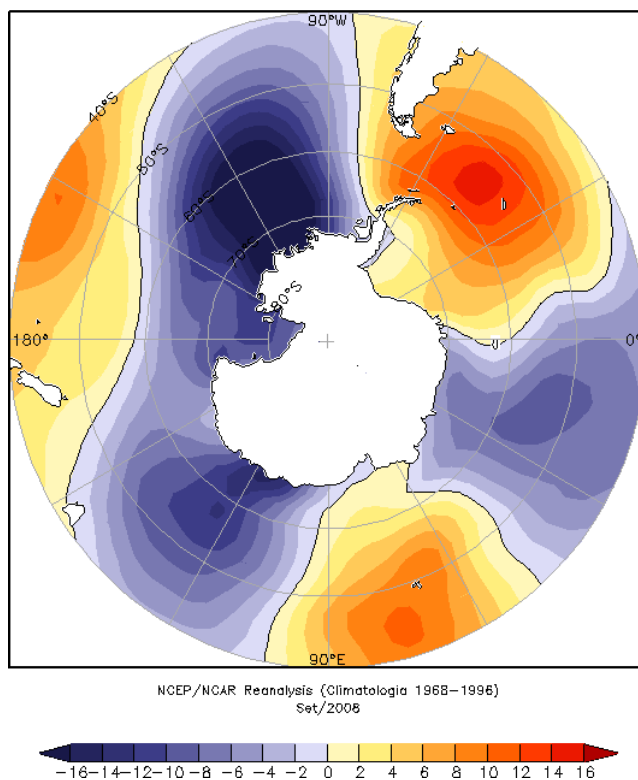 90°W
40°S
50°S
60°S
70°S
80°S
180°
0°
90°E
NCEP/NCAR Reanalysis (Climatologia 1968-1996)
Set/2008
-16 -14 -12 -10 -8 -6 -4 -2 0 2 4 6 8 10 12 14 16